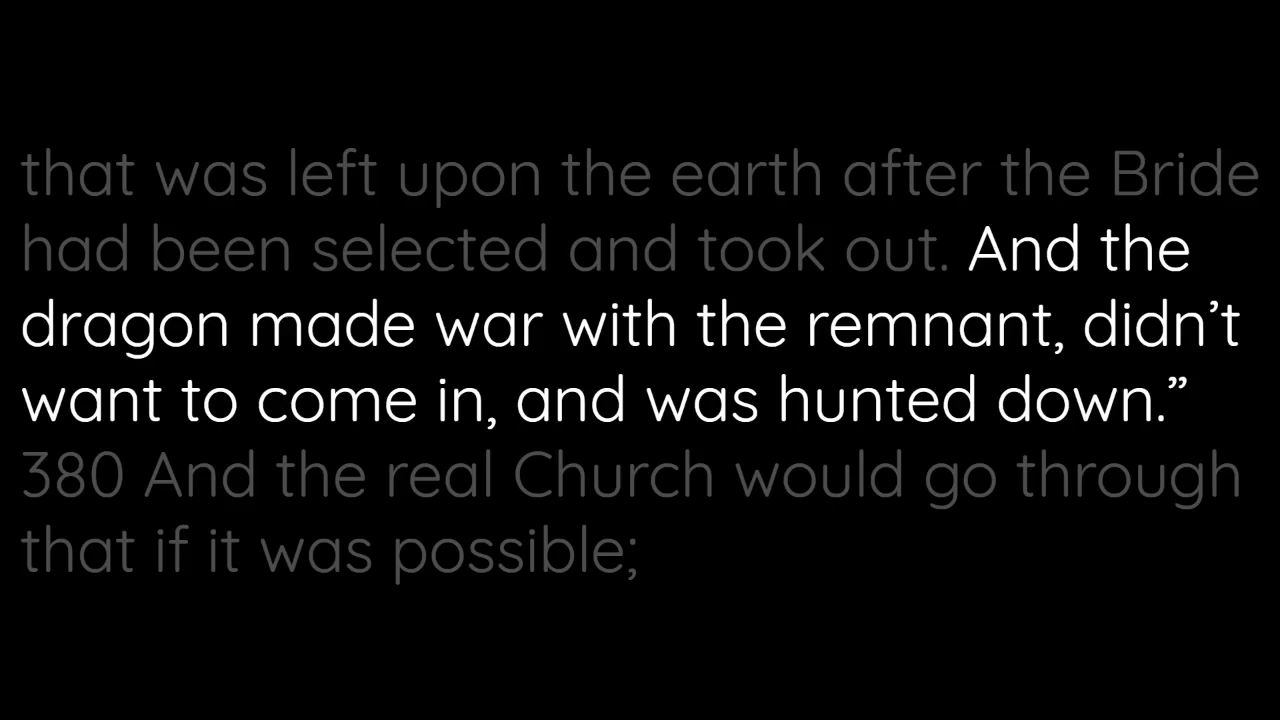 that was left upon the earth after the Bride
had been selected and took out. And the
dragon made war with the remnant, didn’t
want to come in, and was hunted down.”
380 And the real Church would go through
that if it was possible;